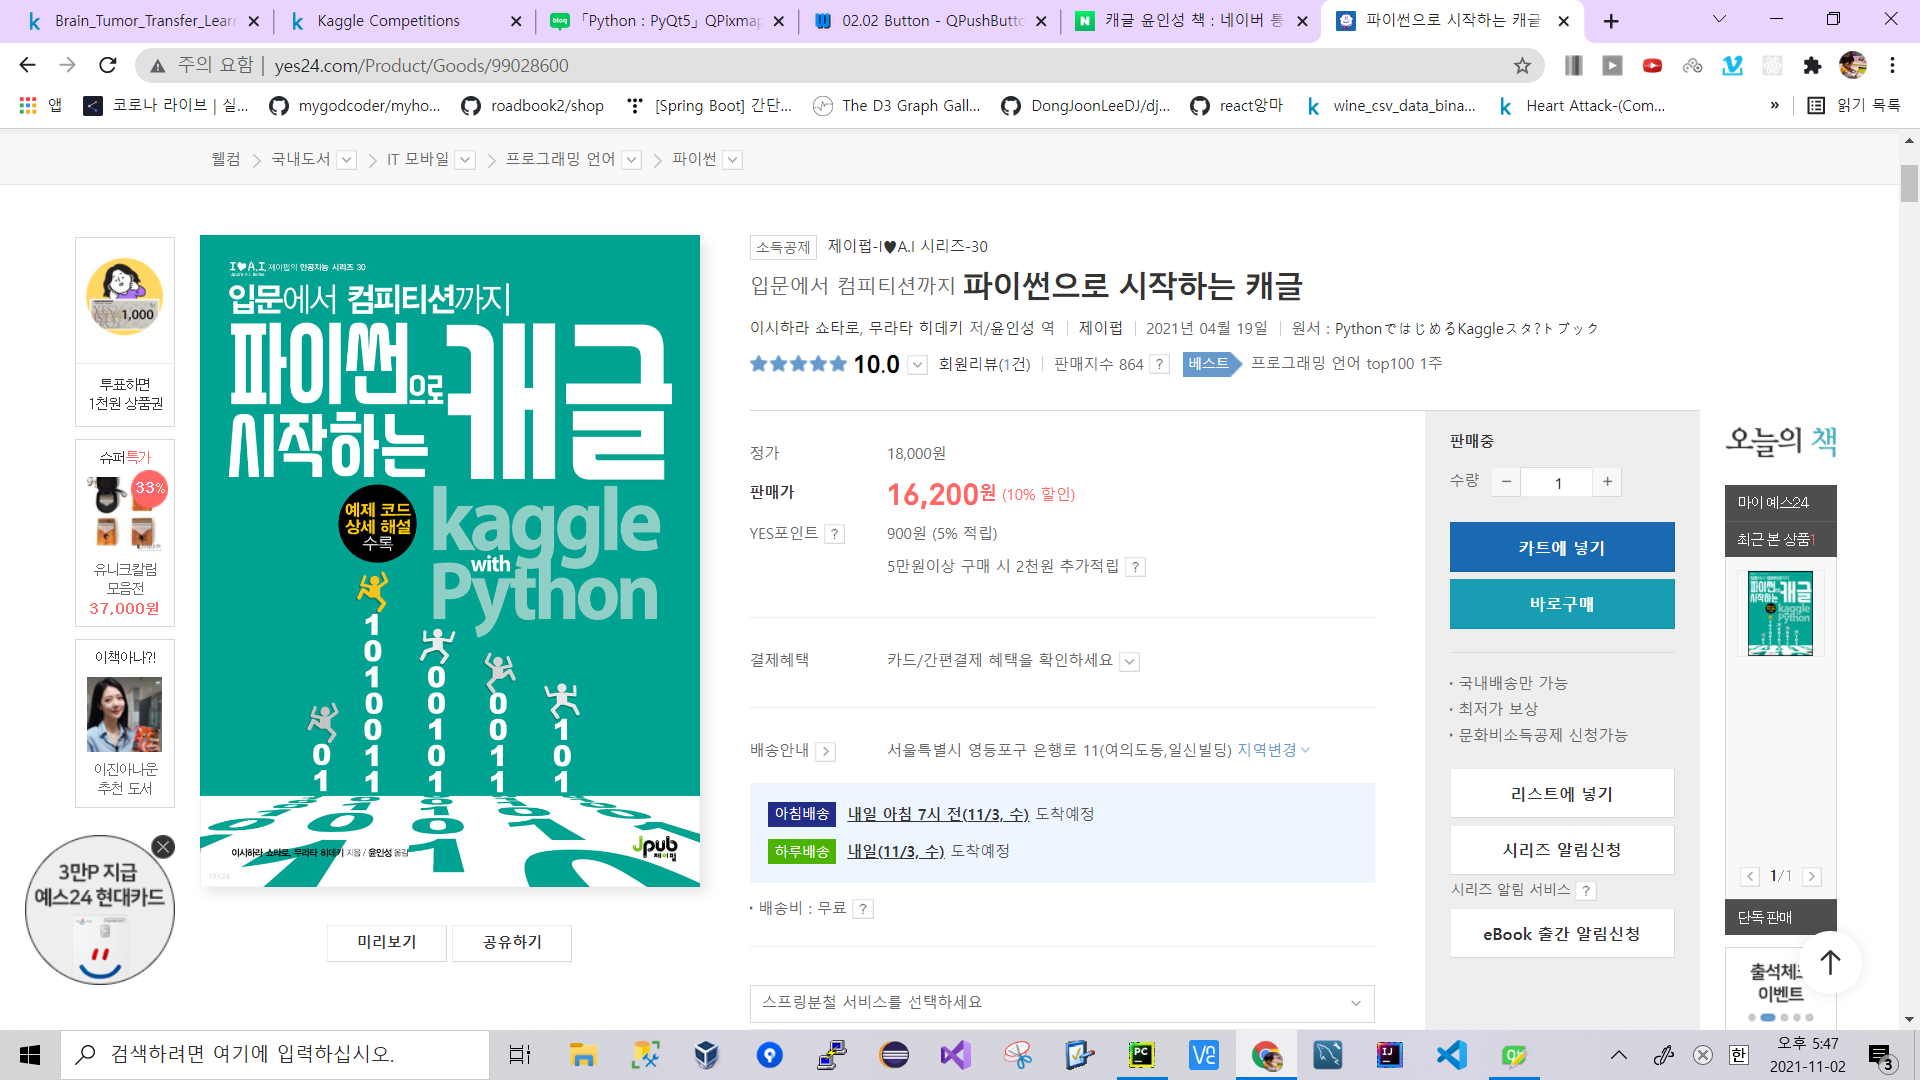 Brain_Tumor_Transfer_Lear
Kaggle Competitions
「Python : PyQt5」 QPixmap
02.02 Button - QPushButto
캐글 윤인성 책 : 네이버 통
파이썬으로 시작하는 캐글
주의 요함 | yes24.com/Product/Goods/99028600
앱
코로나 라이브 | 실...
mygodcoder/myho...
roadbook2/shop
[Spring Boot] 간단...
The D3 Graph Gall...
DongJoonLeeDJ/dj...
react앙마
wine_csv_data_bina...
Heart Attack-(Com...
»
읽기 목록
웰컴
국내도서
IT 모바일
프로그래밍 언어
파이썬
1,000
투표하면
1천원 상품권
슈퍼특가
33%
유니크칼림
모음전
37,000원
이책아나?!
이진아나운
추천 도서
3만P 지급
예스24 현대카드
I♥A.I 제이펍의 인공지능 시리즈 30
입문에서 컴피티션까지
파이썬으로
시작하는
캐글
예제 코드
상세 해설
수록
kaggle
with
Python
이시하라 쇼타로, 무라타 히데키 지음 / 윤인성 옮김
Jpub
제이펍
YES24
미리보기
공유하기
소득공제
제이펍-I♥A.I 시리즈-30
입문에서 컴피티션까지 파이썬으로 시작하는 캐글
이시하라 쇼타로, 무라타 히데키 저/윤인성 역 | 제이펍 | 2021년 04월 19일 | 원서 : PythonではじめるKaggleスタ?トブック
10.0
회원리뷰(1건)
판매지수 864 ?
베스트
프로그래밍 언어 top100 1주
정가
18,000원
판매가
16,200원 (10% 할인)
YES포인트 ?
900원 (5% 적립)
5만원이상 구매 시 2천원 추가적립 ?
결제혜택
카드/간편결제 혜택을 확인하세요
배송안내
서울특별시 영등포구 은행로 11(여의도동,일신빌딩) 지역변경
아침배송
내일 아침 7시 전(11/3, 수) 도착예정
하루배송
내일(11/3, 수) 도착예정
배송비 : 무료 ?
스프링분철 서비스를 선택하세요
판매중
수량
− 1 +
카트에 넣기
바로구매
· 국내배송만 가능
· 최저가 보상
· 문화비소득공제 신청가능
리스트에 넣기
시리즈 알림신청
시리즈 알림 서비스 ?
eBook 출간 알림신청
오늘의 책
마이 예스24
최근 본 상품1
1/1
단독 판매
출석체크
이벤트
검색하려면 여기에 입력하십시오.
한
오후 5:47
2021-11-02
3